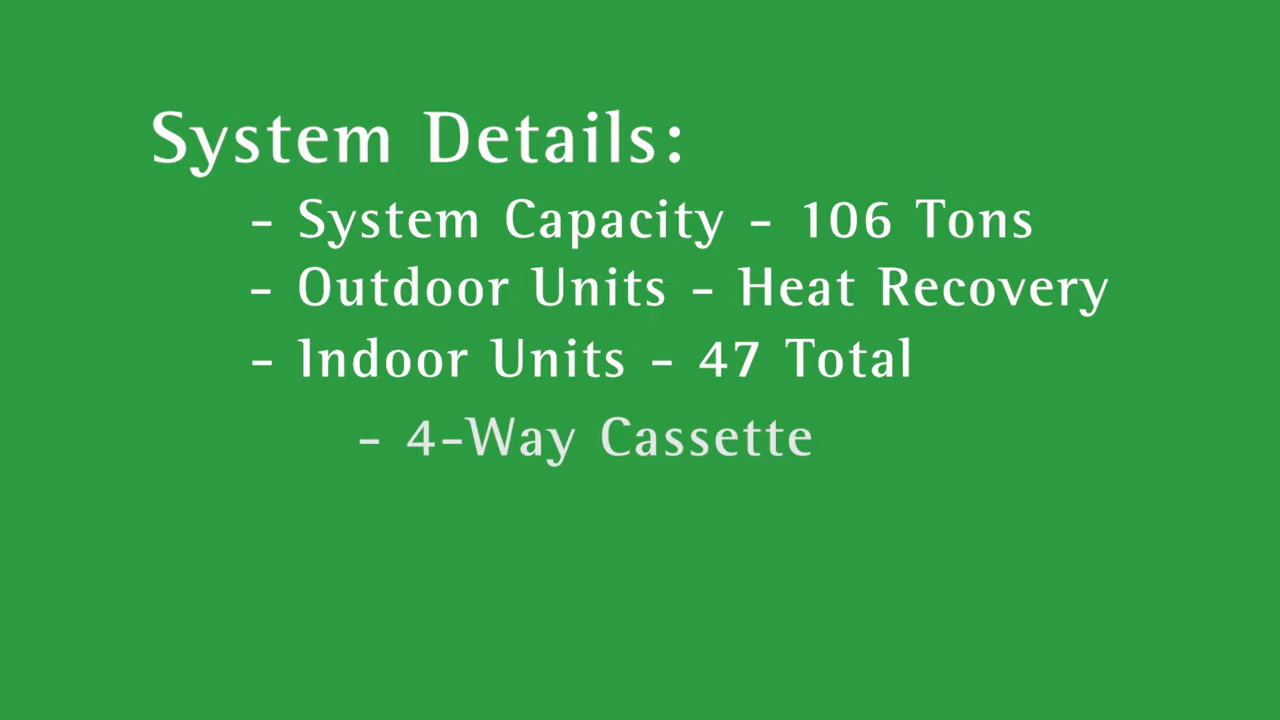 System Details:
- System Capacity - 106 Tons
- Outdoor Units - Heat Recovery
- Indoor Units - 47 Total
- 4-Way Cassette